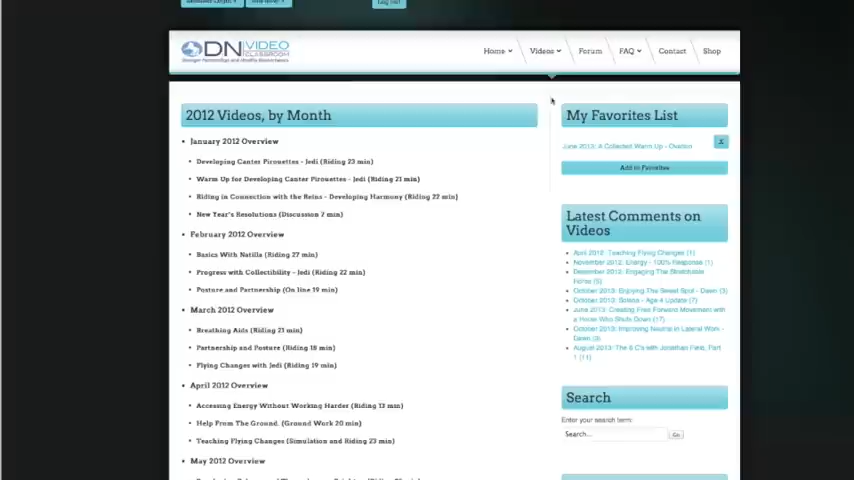 Log out
DN VIDEO
CLASSROOM
Home
Videos
Forum
FAQ
Contact
Shop
2012 Videos, by Month
January 2012 Overview
Developing Canter Pirouettes - Jedi (Riding 23 min)
Warm Up for Developing Canter Pirouettes - Jedi (Riding 21 min)
Riding in Connection with the Reins - Developing Harmony (Riding 22 min)
New Year's Resolutions (Discussion 7 min)
February 2012 Overview
Basics With Natilla (Riding 27 min)
Progress with Collectibility - Jedi (Riding 22 min)
Posture and Partnership (On line 19 min)
March 2012 Overview
Breathing Aids (Riding 21 min)
Partnership and Posture (Riding 18 min)
Flying Changes with Jedi (Riding 19 min)
April 2012 Overview
Accessing Energy Without Working Harder (Riding 13 min)
Help From The Ground. (Ground Work 20 min)
Teaching Flying Changes (Simulation and Riding 23 min)
May 2012 Overview
My Favorites List
June 2013: A Collected Warm Up - Ovation
X
Add to Favorites
Latest Comments on
Videos
April 2012: Teaching Flying Changes (1)
November 2012: Energy - 100% Response (1)
December 2012: Engaging The Stretchable
Horse (5)
October 2013: Enjoying The Sweet Spot - Dawn (3)
October 2013: Solana - Age 4 Update (7)
June 2013: Creating Free Forward Movement with
a Horse Who Shuts Down (17)
October 2013: Improving Neutral in Lateral Work -
Dawn
August 2013: The 6 C's with Jonathan Field, Part
1 (11)
Search
Enter your search term:
Search...
Go